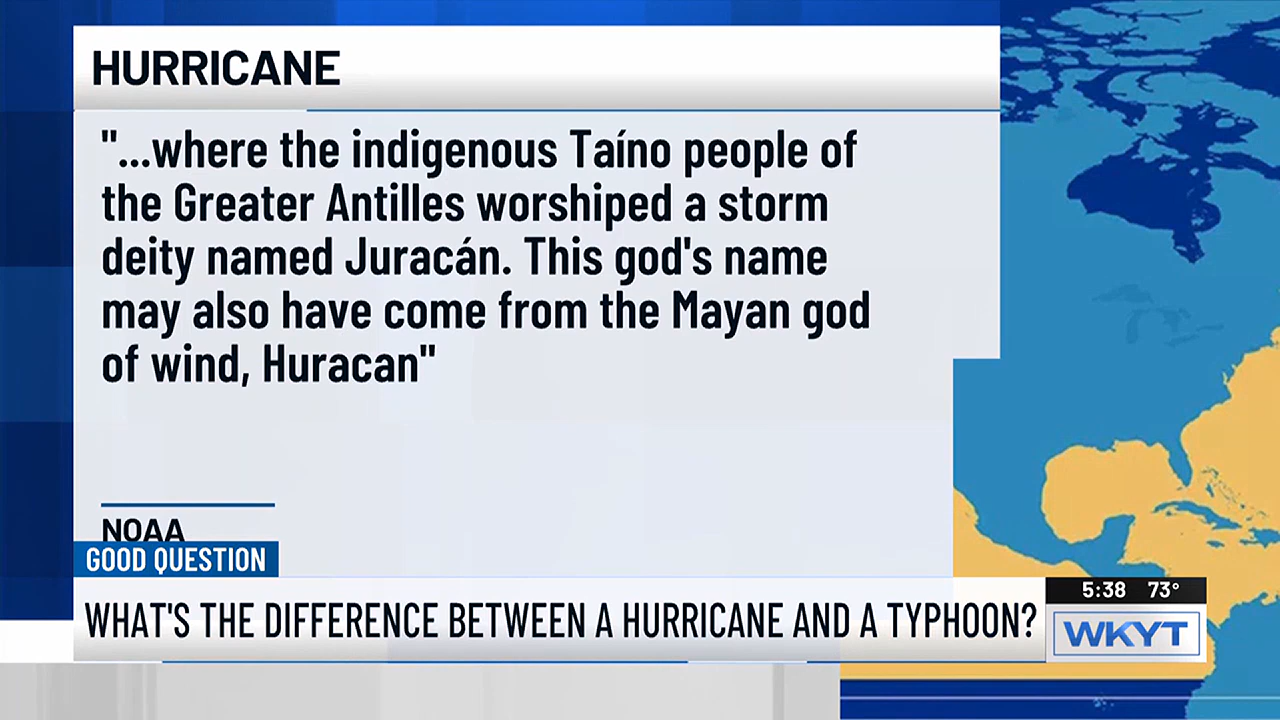 HURRICANE
"...where the indigenous Taíno people of
the Greater Antilles worshiped a storm
deity named Juracán. This god's name
may also have come from the Mayan god
of wind, Huracan"
NOAA
GOOD QUESTION
WHAT'S THE DIFFERENCE BETWEEN A HURRICANE AND A TYPHOON?
5:38 73°
WKYT